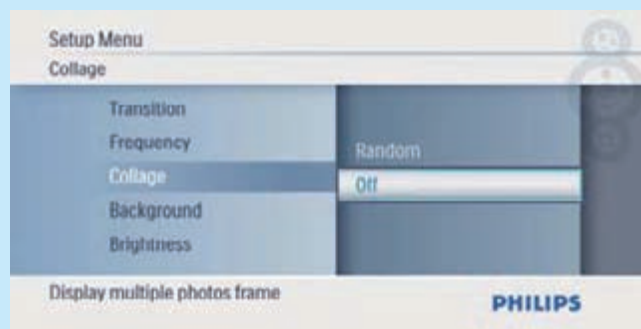 Setup Menu
Collage
Transition
Frequency
Collage
Background
Brightness
Random
Off
Display multiple photos frame
PHILIPS